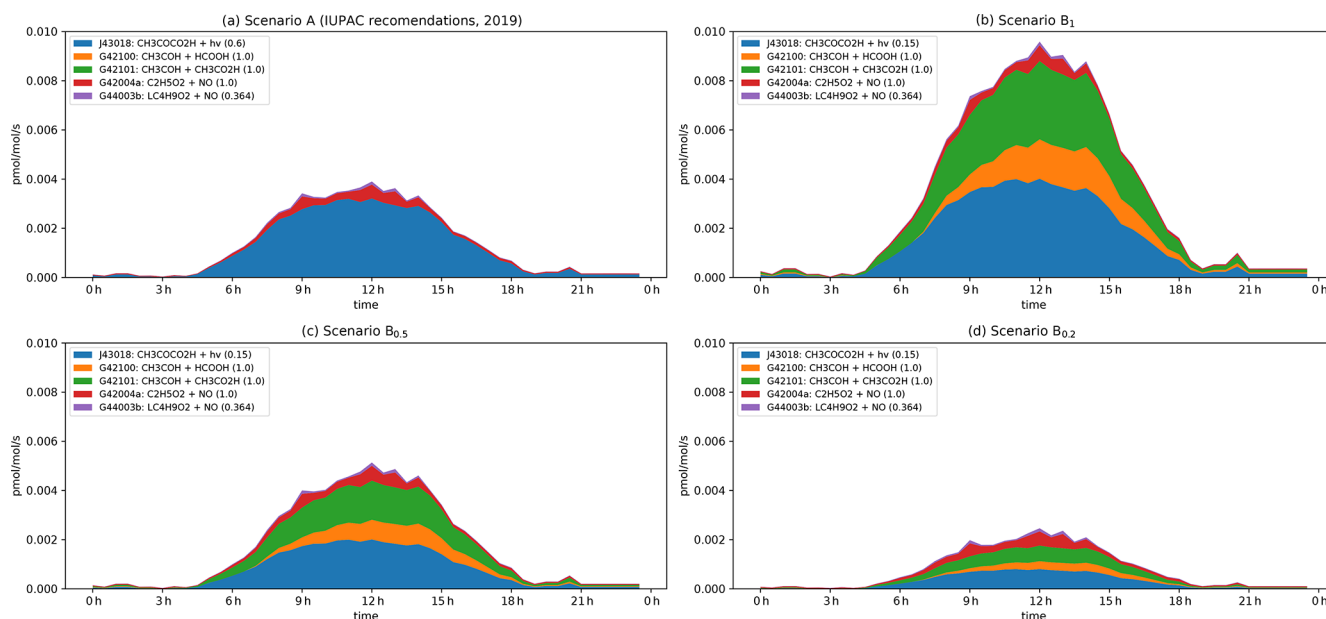 (a) Scenario A (IUPAC recomendations, 2019)
0.010
0.008
0.006
0.004
0.002
0.000
pmol/mol/s
J43018: CH3COCO2H + hv (0.6)
G42100: CH3COH + HCOOH (1.0)
G42101: CH3COH + CH3CO2H (1.0)
G42004a: C2H5O2 + NO (1.0)
G44003b: LC4H9O2 + NO (0.364)
0 h 3 h 6 h 9 h 12 h 15 h 18 h 21 h 0 h
time
(b) Scenario B1
0.010
0.008
0.006
0.004
0.002
0.000
pmol/mol/s
J43018: CH3COCO2H + hv (0.15)
G42100: CH3COH + HCOOH (1.0)
G42101: CH3COH + CH3CO2H (1.0)
G42004a: C2H5O2 + NO (1.0)
G44003b: LC4H9O2 + NO (0.364)
0 h 3 h 6 h 9 h 12 h 15 h 18 h 21 h 0 h
time
(c) Scenario B0.5
0.010
0.008
0.006
0.004
0.002
0.000
pmol/mol/s
J43018: CH3COCO2H + hv (0.15)
G42100: CH3COH + HCOOH (1.0)
G42101: CH3COH + CH3CO2H (1.0)
G42004a: C2H5O2 + NO (1.0)
G44003b: LC4H9O2 + NO (0.364)
0 h 3 h 6 h 9 h 12 h 15 h 18 h 21 h 0 h
time
(d) Scenario B0.2
0.010
0.008
0.006
0.004
0.002
0.000
pmol/mol/s
J43018: CH3COCO2H + hv (0.15)
G42100: CH3COH + HCOOH (1.0)
G42101: CH3COH + CH3CO2H (1.0)
G42004a: C2H5O2 + NO (1.0)
G44003b: LC4H9O2 + NO (0.364)
0 h 3 h 6 h 9 h 12 h 15 h 18 h 21 h 0 h
time